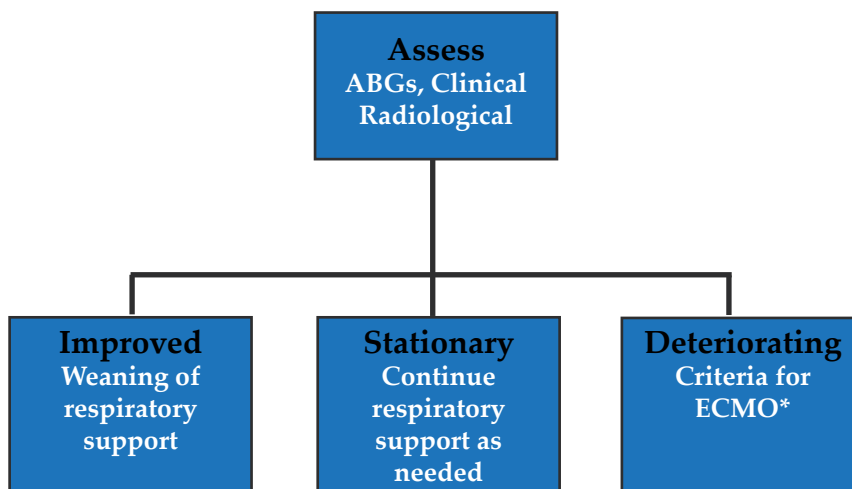 Assess
ABGs, Clinical
Radiological
Improved
Weaning of
respiratory
support
Stationary
Continue
respiratory
support as
needed
Deteriorating
Criteria for
ECMO*